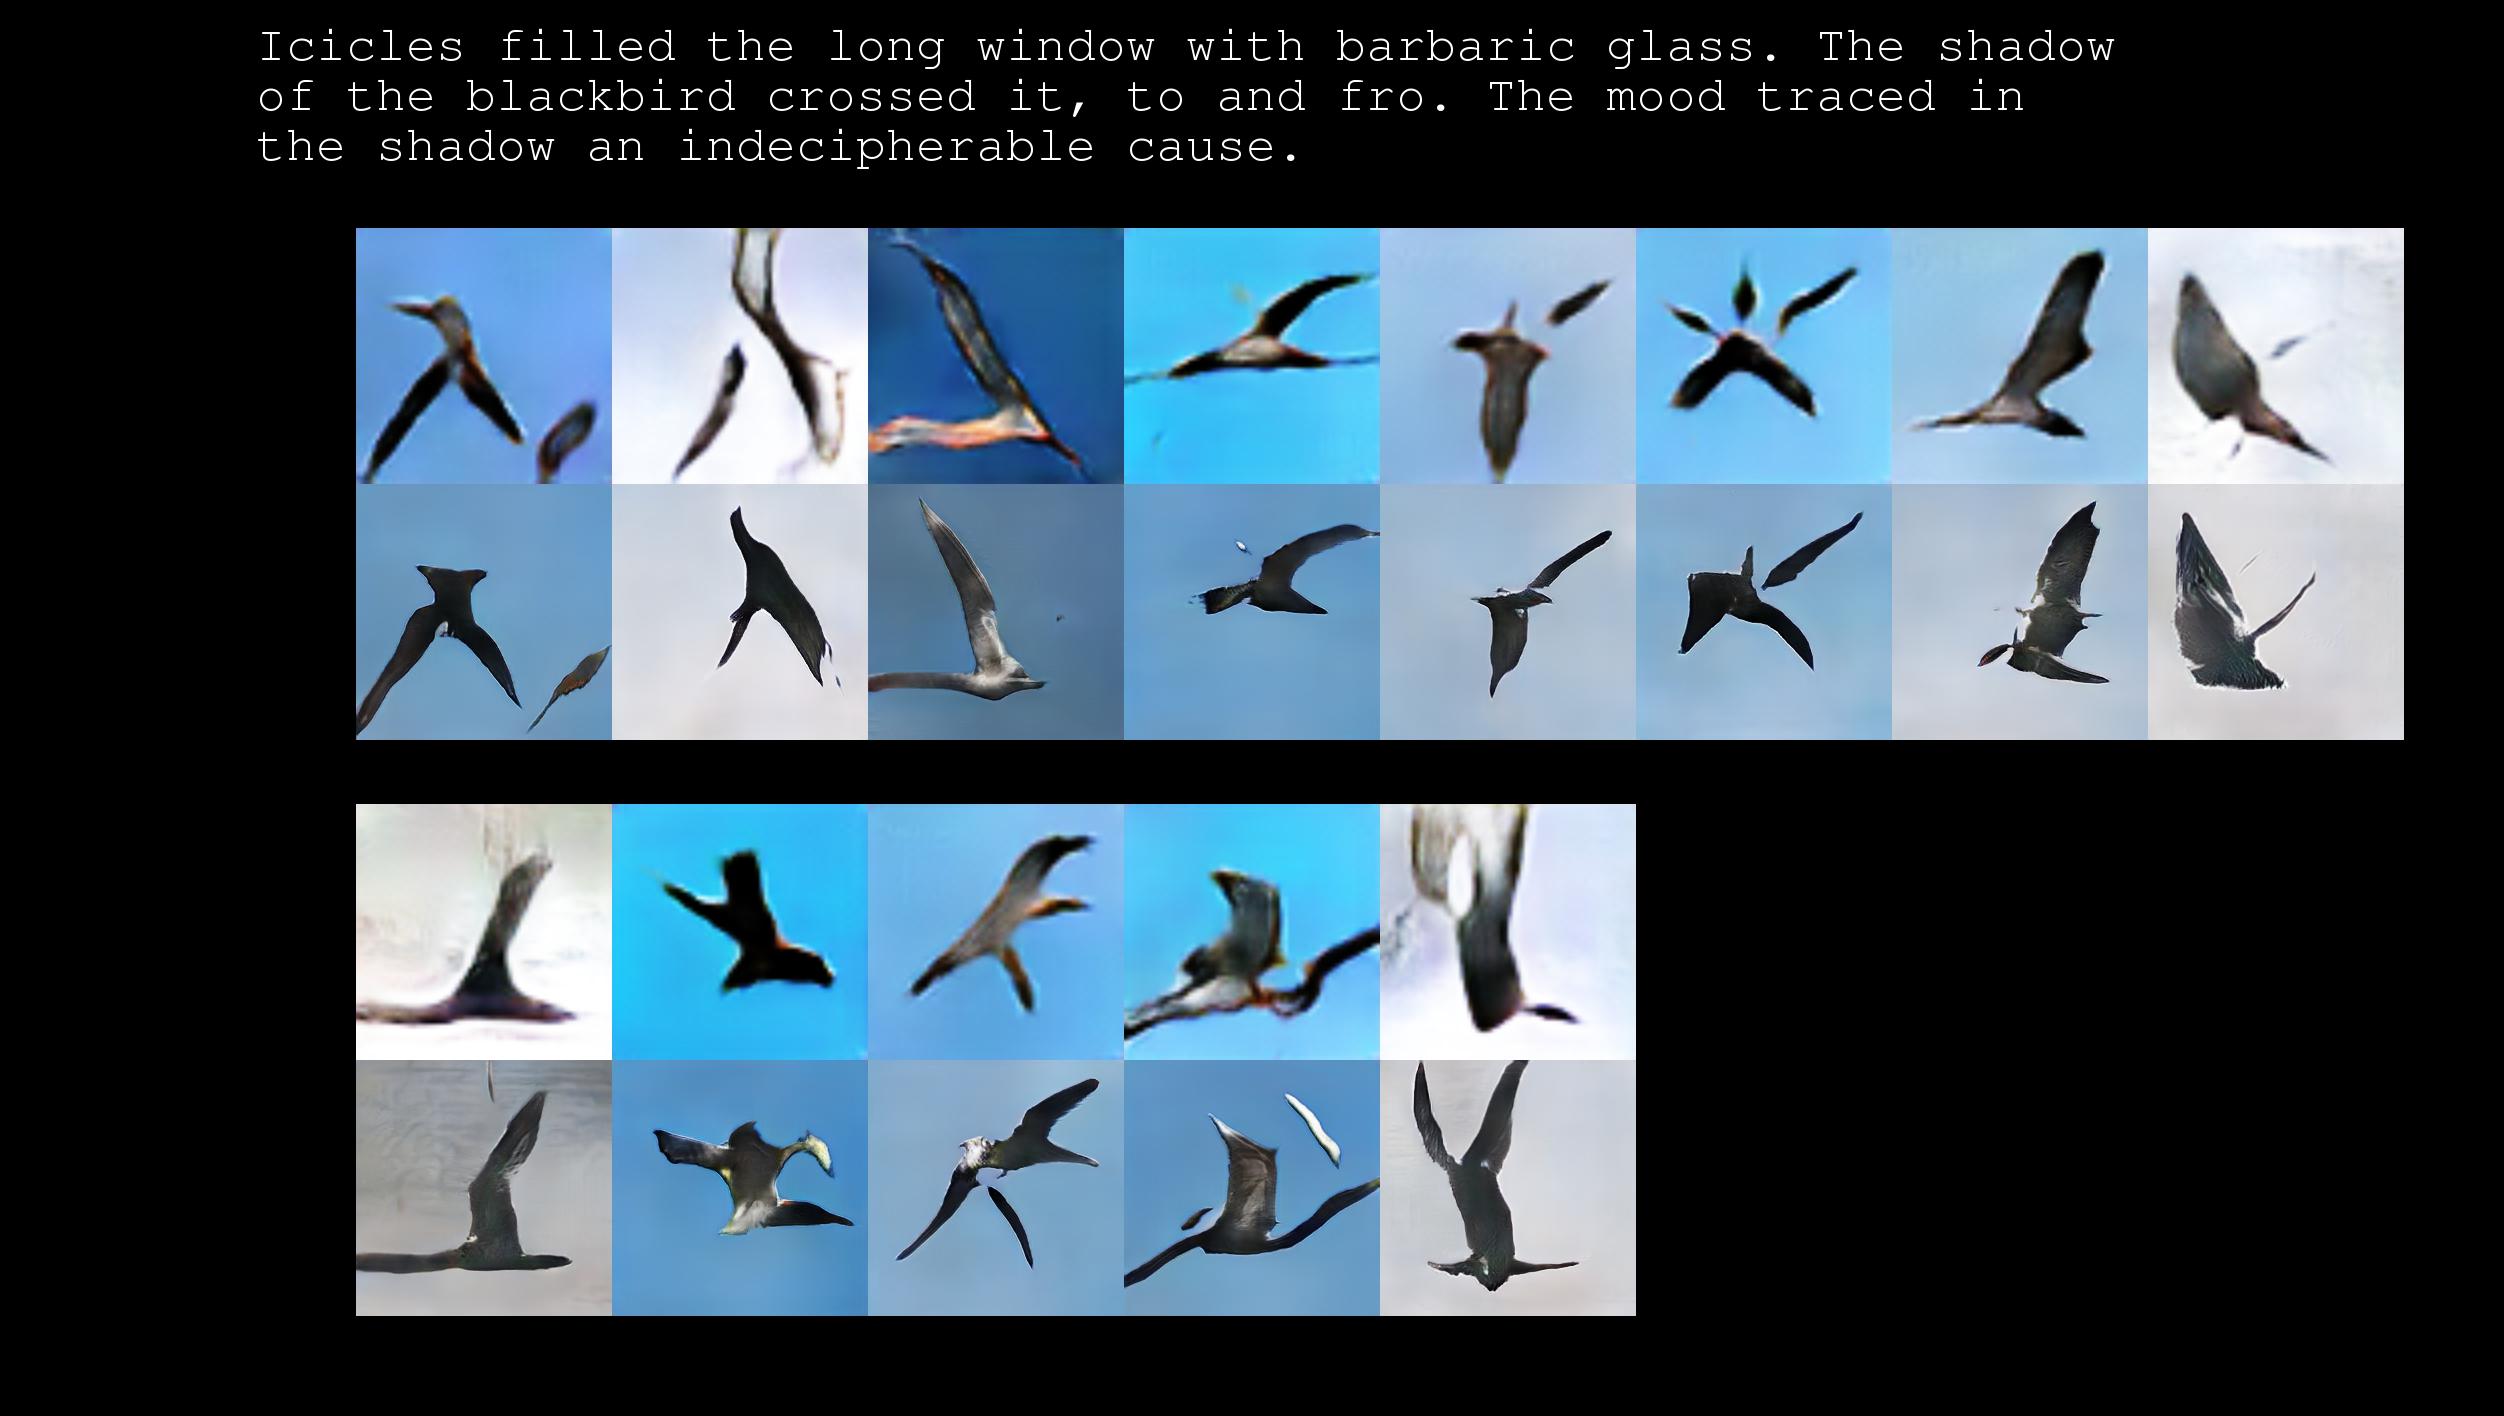 Icicles filled the long window with barbaric glass. The shadow
of the blackbird crossed it, to and fro. The mood traced in
the shadow an indecipherable cause.